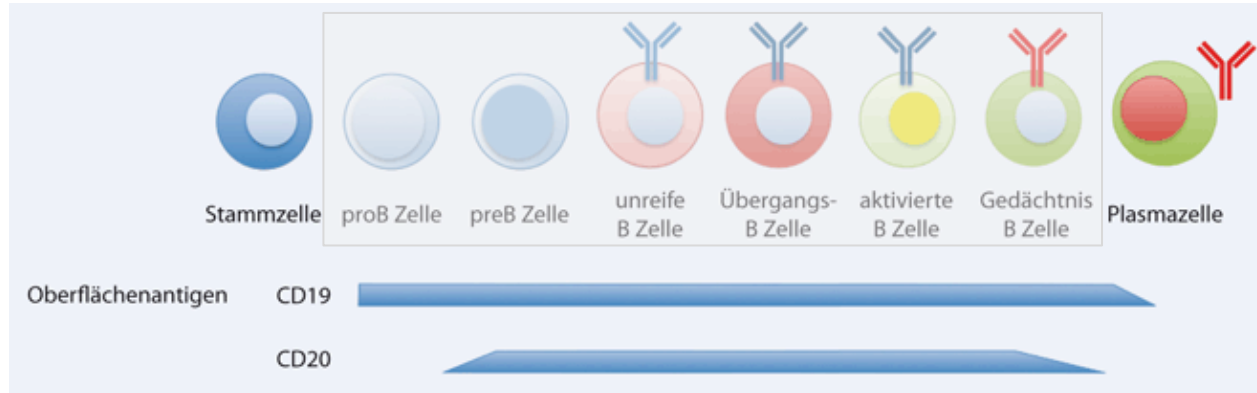 Stammzelle
proB Zelle
preB Zelle
unreife
B Zelle
Übergangs-
B Zelle
aktivierte
B Zelle
Gedächtnis
B Zelle
Plasmazelle
Oberflächenantigen
CD19
CD20